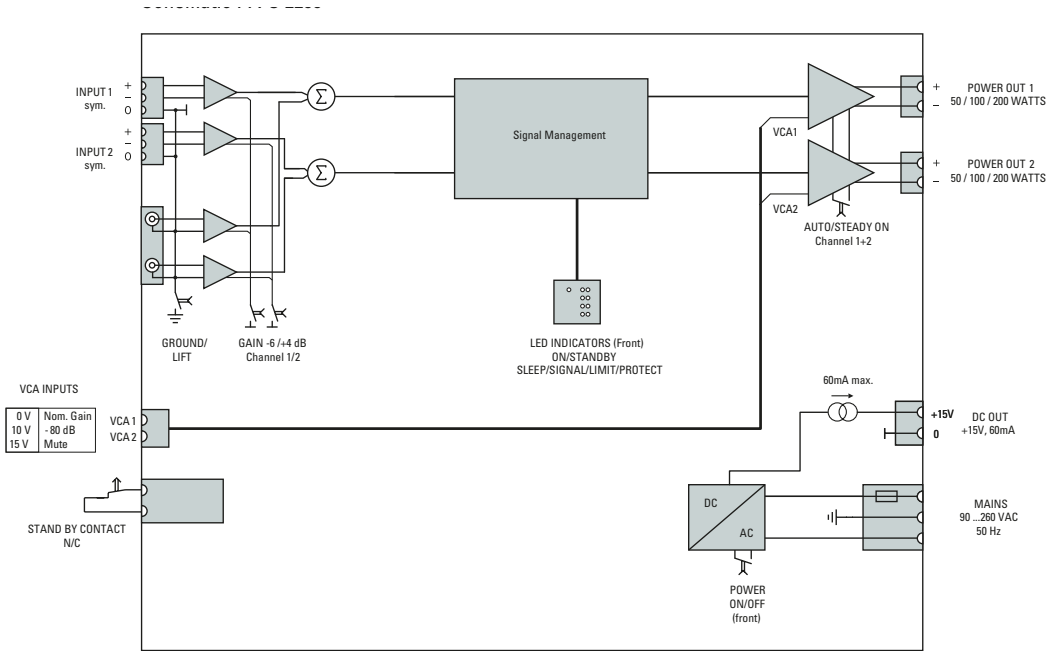 INPUT 1
sym.
+
–
0
INPUT 2
sym.
+
–
0
Σ
Σ
Signal Management
VCA1
VCA2
+
–
POWER OUT 1
50 / 100 / 200 WATTS
+
–
POWER OUT 2
50 / 100 / 200 WATTS
AUTO/STEADY ON
Channel 1+2
GROUND/
LIFT
GAIN -6 /+4 dB
Channel 1/2
LED INDICATORS (Front)
ON/STANDBY
SLEEP/SIGNAL/LIMIT/PROTECT
VCA INPUTS
0 V Nom. Gain
10 V - 80 dB
15 V Mute
VCA 1
VCA 2
60mA max.
+15V
0
DC OUT
+15V, 60mA
STAND BY CONTACT
N/C
DC
AC
MAINS
90 ...260 VAC
50 Hz
POWER
ON/OFF
(front)